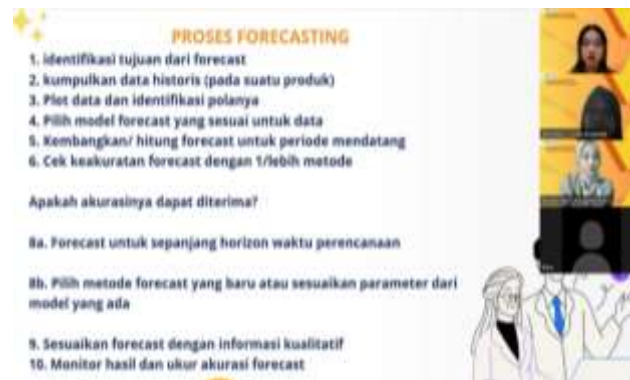 PROSES FORECASTING
1. identifikasi tujuan dari forecast
2. kumpulkan data historis (pada suatu produk)
3. Plot data dan identifikasi polanya
4. Pilih model forecast yang sesuai untuk data
5. Kembangkan/ hitung forecast untuk periode mendatang
6. Cek keakuratan forecast dengan 1/lebih metode
Apakah akurasinya dapat diterima?
8a. Forecast untuk sepanjang horizon waktu perencanaan
8b. Pilih metode forecast yang baru atau sesuaikan parameter dari
model yang ada
9. Sesuaikan forecast dengan informasi kualitatif
10. Monitor hasil dan ukur akurasi forecast